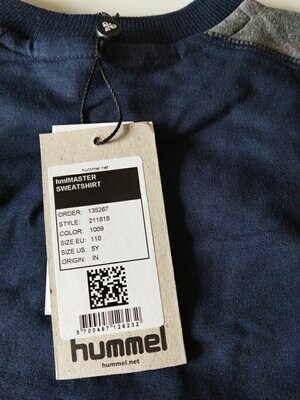 hummel.net
hmlMASTER
SWEATSHIRT
ORDER: 135267
STYLE: 211818
COLOR: 1009
SIZE EU: 110
SIZE US: 5Y
ORIGIN: IN
5 700497 126232
hummel
hummel.net